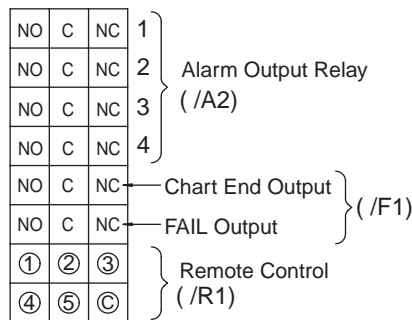 NO C NC 1
NO C NC 2
Alarm Output Relay
( /A2)
NO C NC 3
NO C NC 4
NO C NC Chart End Output
( /F1)
NO C NC FAIL Output
① ② ③ Remote Control
④ ⑤ Ⓒ ( /R1)